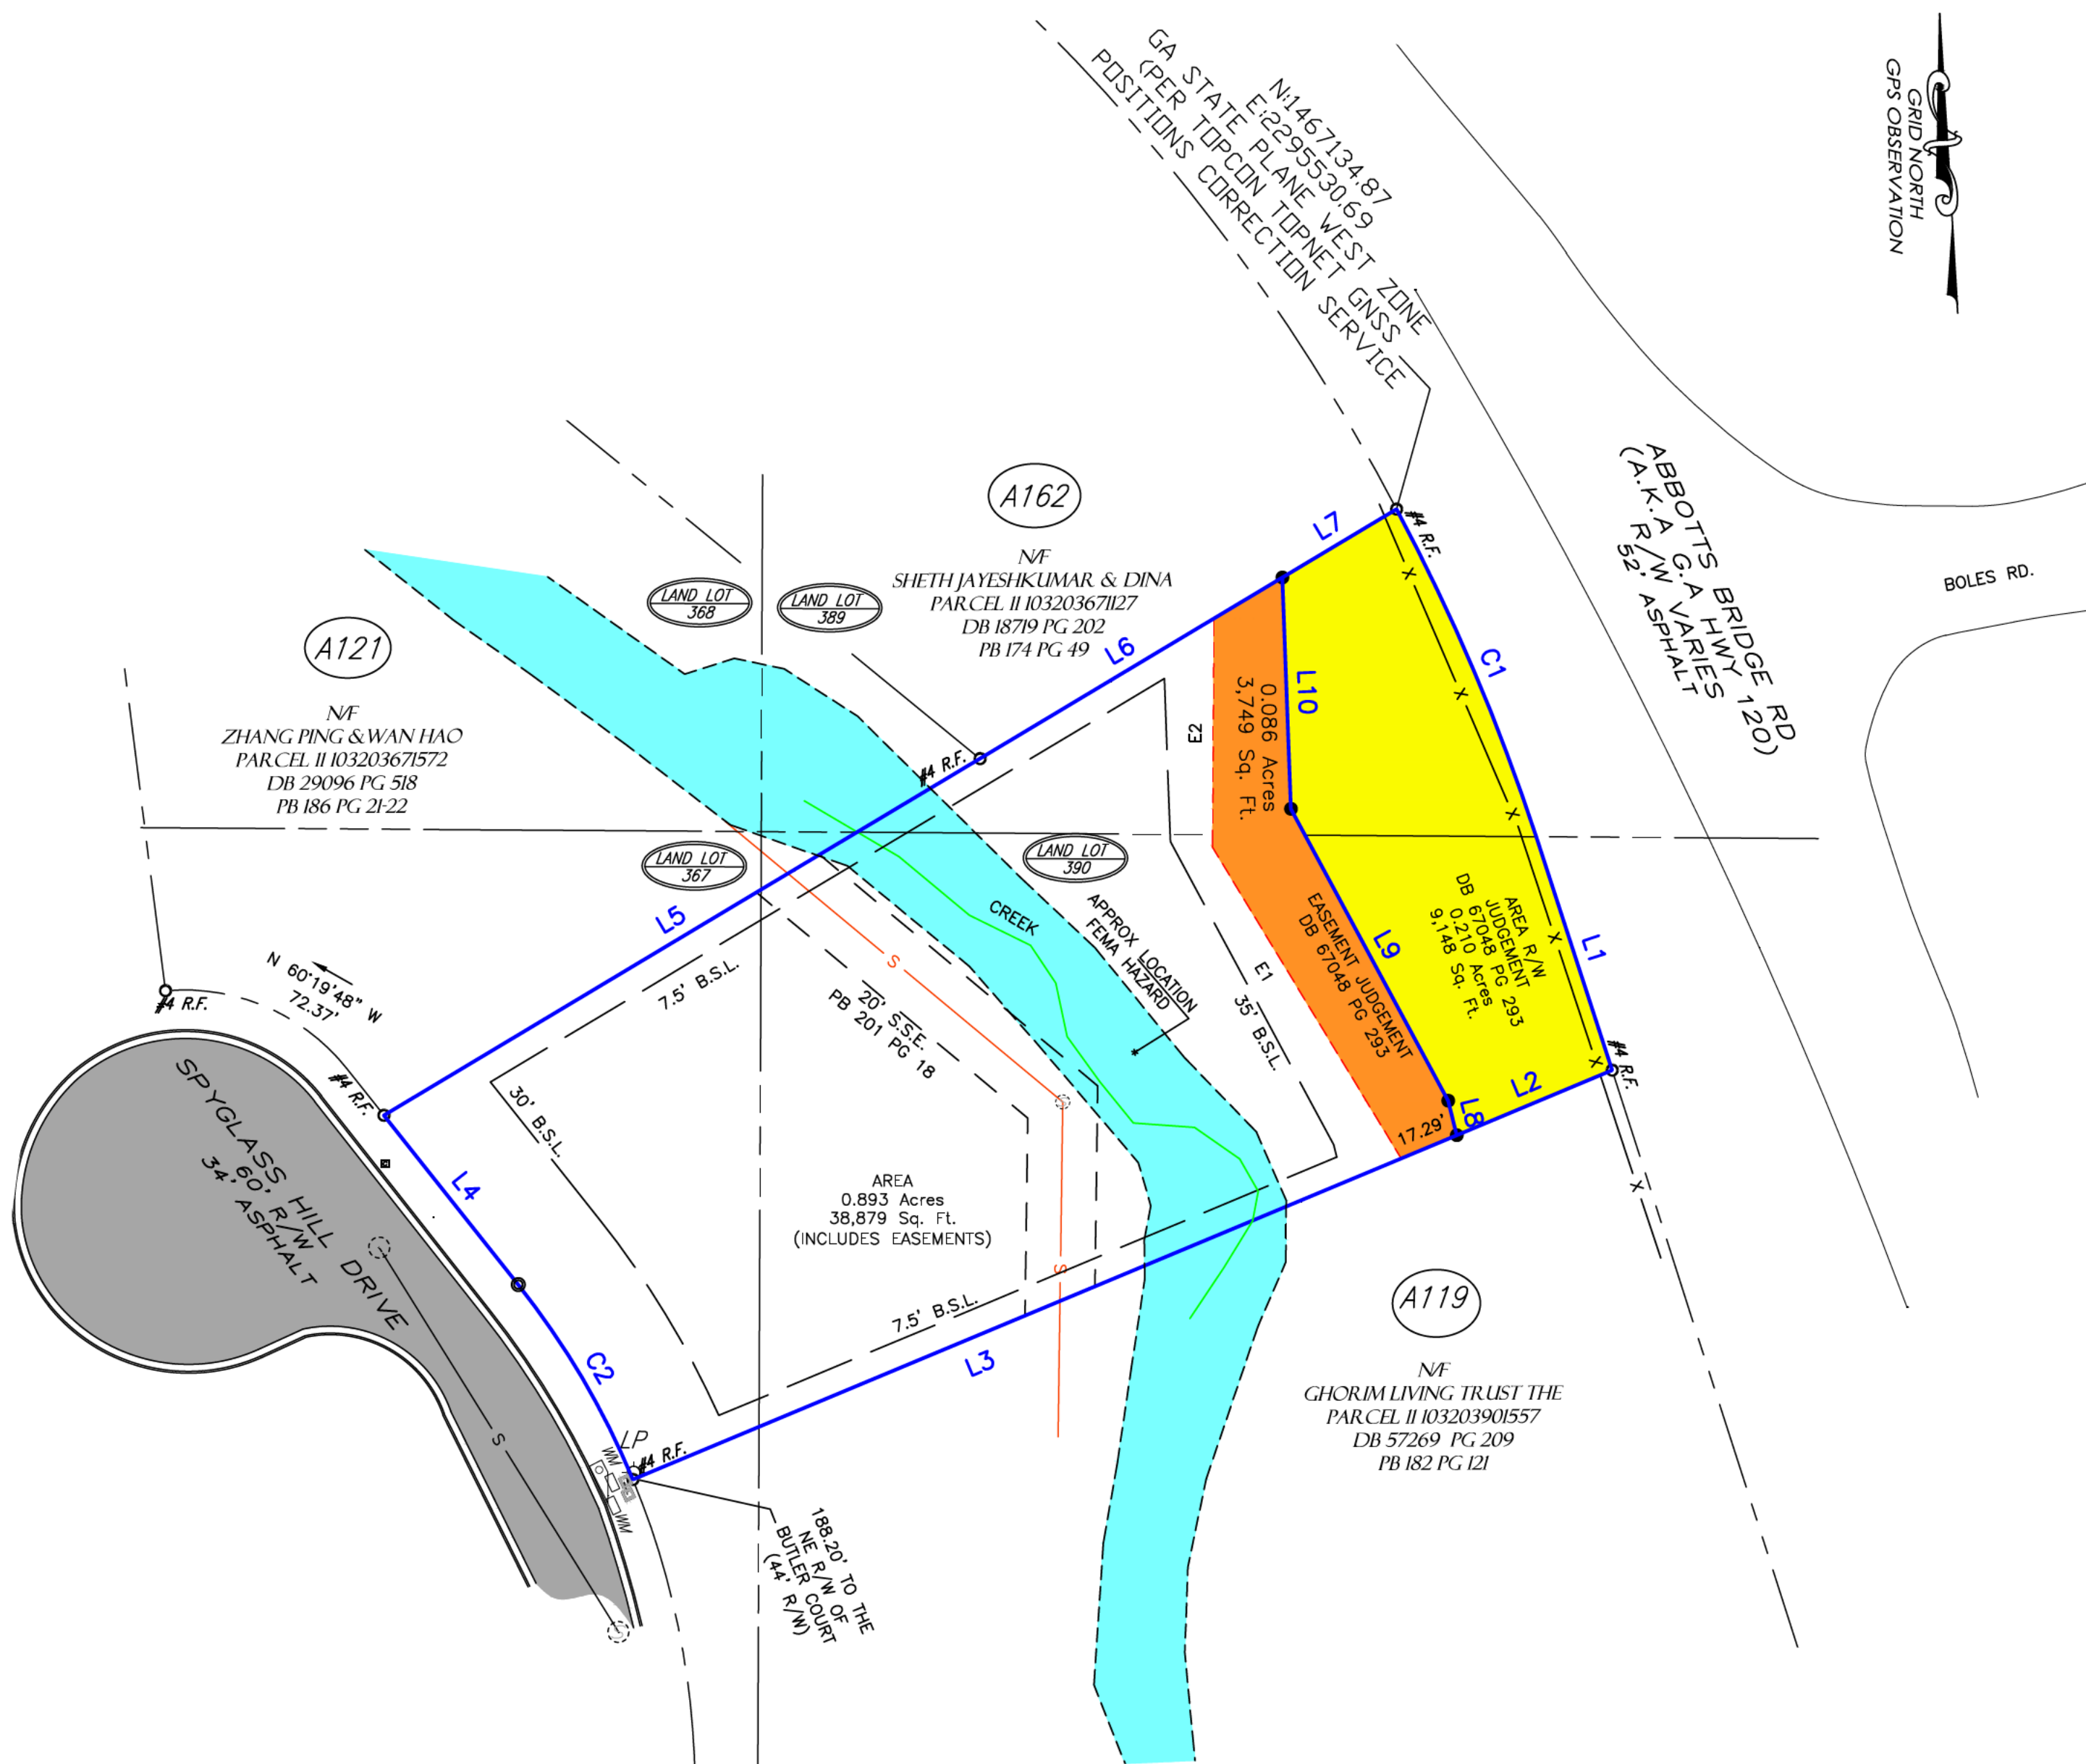 GRID NORTH
GPS OBSERVATION
N:1467134.87
E:2295530.69
GA STATE PLANE WEST ZONE
(PER TOPCON TOPNET GNSS
POSITIONS CORRECTION SERVICE
ABBOTTS BRIDGE RD
(A.K.A G.A HWY 120)
R/W VARIES
52' ASPHALT
BOLES RD.
A162
N/F
SHETH JAYESHKUMAR & DINA
PARCEL II 103203671127
DB 18719 PG 202
PB 174 PG 49
LAND LOT
368
LAND LOT
389
A121
N/F
ZHANG PING & WAN HAO
PARCEL II 103203671572
DB 29096 PG 518
PB 186 PG 21-22
L7
#4 R.F.
L6
C1
L10
E2
0.086 Acres
3,749 Sq. Ft.
X
X
X
#4 R.F.
LAND LOT
367
LAND LOT
390
L5
CREEK
APPROX LOCATION
FEMA HAZARD
E1
35' B.S.L.
EASEMENT JUDGEMENT
DB 67048 PG 293
L9
AREA R/W
JUDGEMENT
DB 67048 PG 293
0.210 Acres
9,148 Sq. Ft.
X
L1
X
#4 R.F.
L2
L8
17.29'
X
N 60°19'48" W
72.37'
#4 R.F.
#4 R.F.
7.5' B.S.L.
S
20' S.S.E.
PB 201 PG 18
30' B.S.L.
SPYGLASS HILL DRIVE
60' R/W
34' ASPHALT
L4
AREA
0.893 Acres
38,879 Sq. Ft.
(INCLUDES EASEMENTS)
S
7.5' B.S.L.
L3
C2
A119
N/F
GHORIM LIVING TRUST THE
PARCEL II 103203901557
DB 57269 PG 209
PB 182 PG 121
S
LP
#4 R.F.
WM
WM
188.20' TO THE
NE R/W OF
BUTLER COURT
(44' R/W)